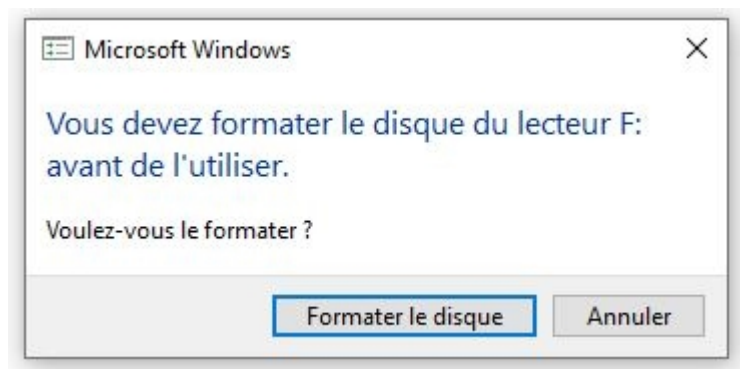 Microsoft Windows
Vous devez formater le disque du lecteur F:
avant de l'utiliser.
Voulez-vous le formater ?
Formater le disque Annuler